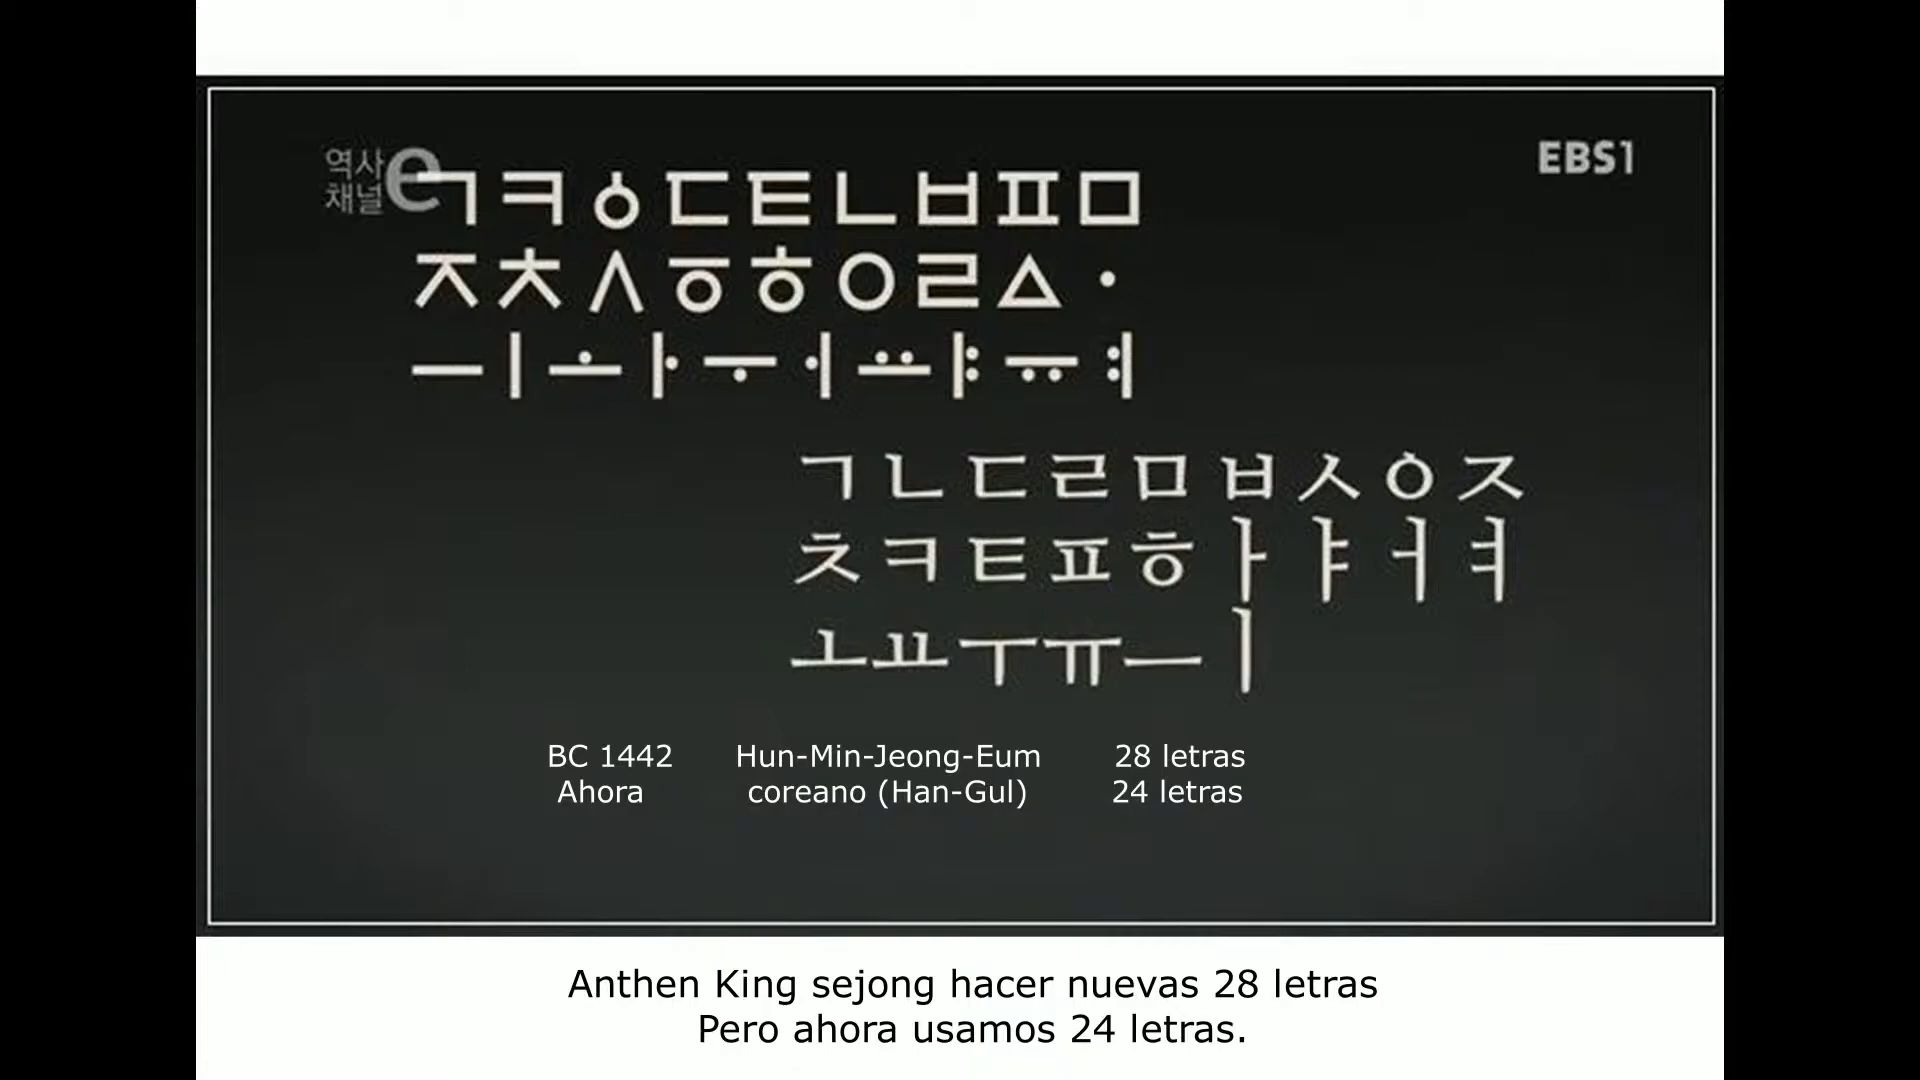 역사
채널 e
EBS1
ㄱㅋㆁㄷㅌㄴㅂㅍㅁ
ㅈㅊㅅㆆㅎㅇㄹㅿㆍ
ㅡㅣㅗㅏㅜㅓㅛㅑㅠㅕ
ㄱㄴㄷㄹㅁㅂㅅㆁㅈ
ㅊㅋㅌㅍㅎㅏㅑㅓㅕ
ㅗㅛㅜㅠㅡㅣ
BC 1442 Hun-Min-Jeong-Eum 28 letras
Ahora coreano (Han-Gul) 24 letras
Anthen King sejong hacer nuevas 28 letras
Pero ahora usamos 24 letras.